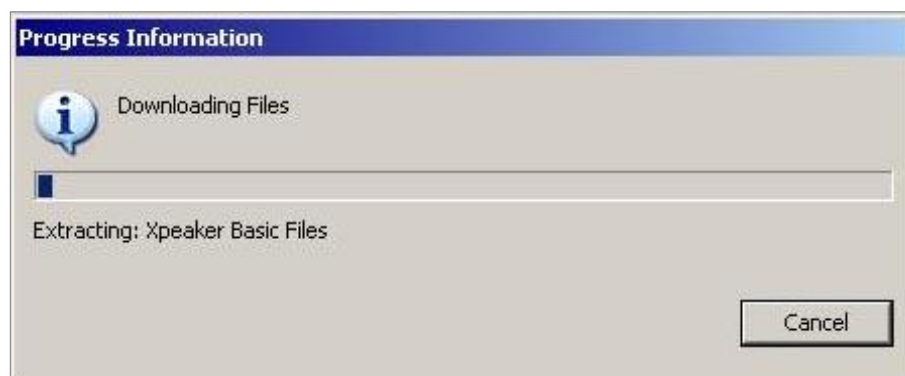 Progress Information
Downloading Files
Extracting: Xpeaker Basic Files
Cancel